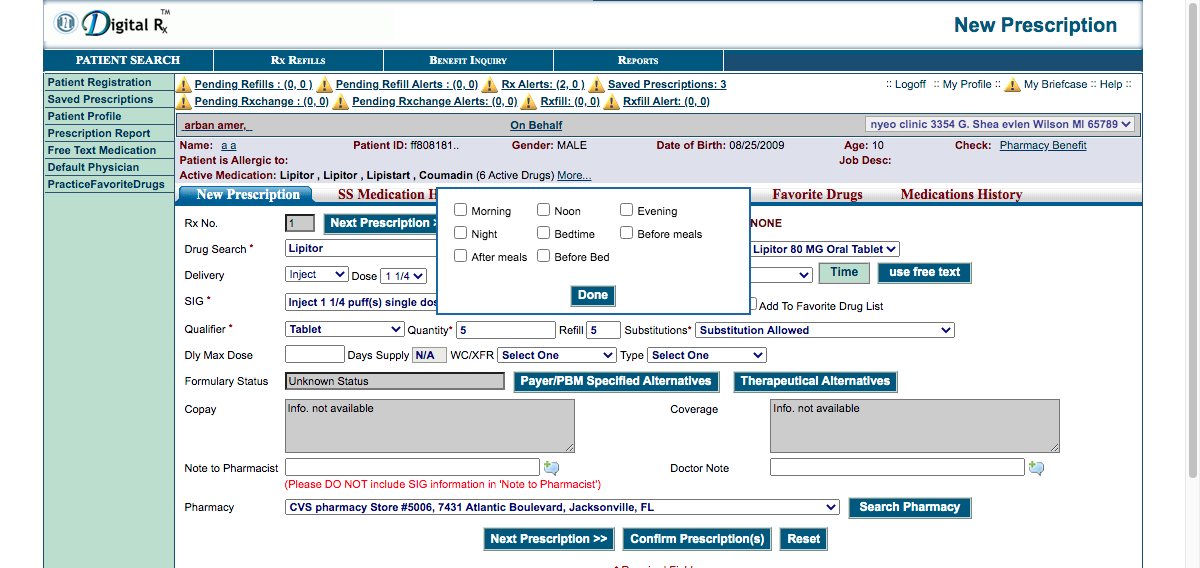 Digital Rx TM
New Prescription
PATIENT SEARCH Rx REFILLS BENEFIT INQUIRY REPORTS
Patient Registration
Saved Prescriptions
Patient Profile
Prescription Report
Free Text Medication
Default Physician
PracticeFavoriteDrugs
Pending Refills : (0, 0 ) Pending Refill Alerts : (0, 0) Rx Alerts: (2, 0 ) Saved Prescriptions: 3 :: Logoff :: My Profile :: My Briefcase :: Help ::
Pending Rxchange : (0, 0) Pending Rxchange Alerts: (0, 0) Rxfill: (0, 0) Rxfill Alert: (0, 0)
arban amer, On Behalf nyeo clinic 3354 G. Shea evlen Wilson MI 65789
Name: a a Patient ID: ff808181.. Gender: MALE Date of Birth: 08/25/2009 Age: 10 Check: Pharmacy Benefit
Patient is Allergic to: Job Desc:
Active Medication: Lipitor , Lipitor , Lipistart , Coumadin (6 Active Drugs) More...
New Prescription SS Medication H Favorite Drugs Medications History
Morning Noon Evening
Night Bedtime Before meals
After meals Before Bed
Done
Rx No. 1 Next Prescription > NONE
Drug Search * Lipitor Lipitor 80 MG Oral Tablet
Delivery Inject Dose 1 1/4 Time use free text
SIG * Inject 1 1/4 puff(s) single dos Add To Favorite Drug List
Qualifier * Tablet Quantity* 5 Refill 5 Substitutions* Substitution Allowed
Dly Max Dose Days Supply N/A WC/XFR Select One Type Select One
Formulary Status Unknown Status Payer/PBM Specified Alternatives Therapeutical Alternatives
Copay Info. not available Coverage Info. not available
Note to Pharmacist Doctor Note
(Please DO NOT include SIG information in 'Note to Pharmacist')
Pharmacy CVS pharmacy Store #5006, 7431 Atlantic Boulevard, Jacksonville, FL Search Pharmacy
Next Prescription >> Confirm Prescription(s) Reset